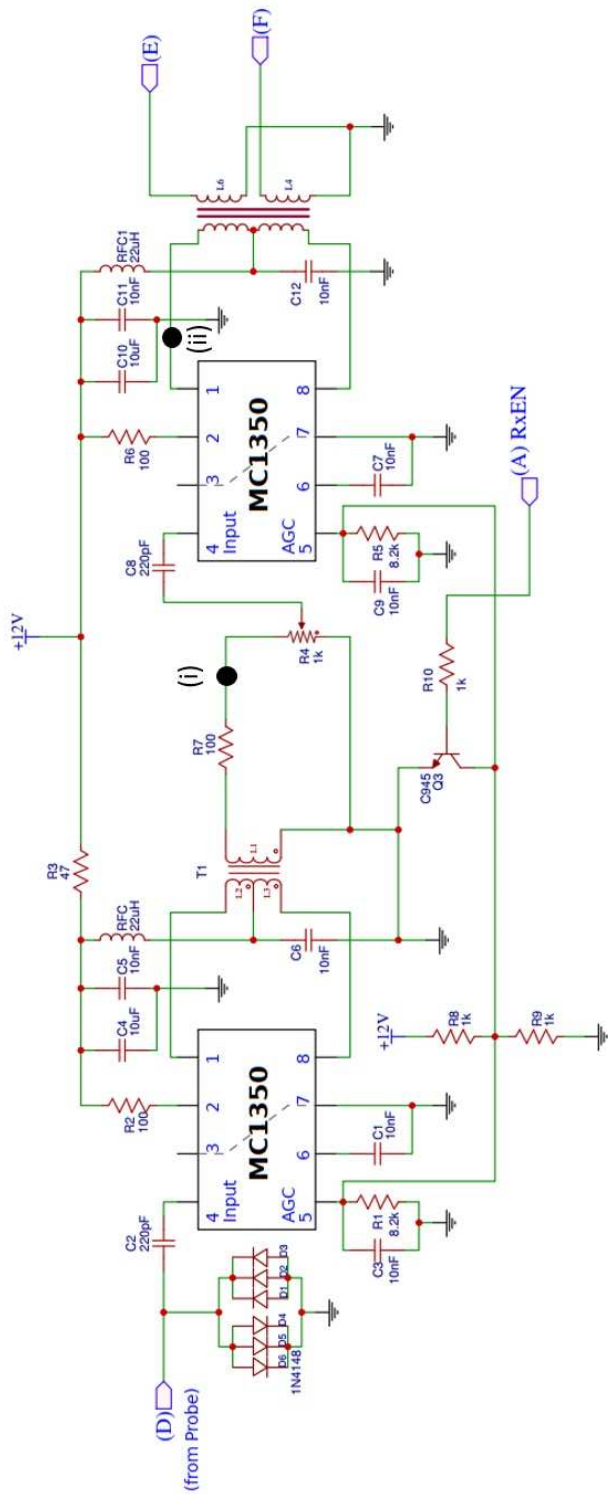 +12V
R3
47
R2
100
C4
10uF
C5
10nF
RFC
22uH
R6
100
C10
10uF
C11
10nF
RFC1
22uH
(D)
(from Probe)
C2
220pF
4
3
2
1
Input
MC1350
AGC
5
6
7
8
T1
L2
L3
L1
R7
100
(i)
C8
220pF
R4
1k
4
3
2
1
Input
MC1350
AGC
5
6
7
8
(ii)
L6
L4
(E)
(F)
D6
D5
D4
D1
D2
D3
1N4148
C6
10nF
C12
10nF
C3
10nF
R1
8.2k
C1
10nF
C9
10nF
R5
8.2k
C7
10nF
+12V
R8
1k
R9
1k
C945
Q3
R10
1k
(A) RxEN